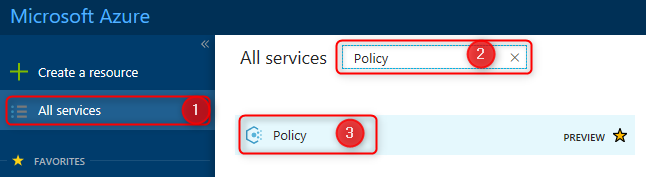 Microsoft Azure
«
Create a resource
All services 1
FAVORITES
All services Policy 2
Policy 3 PREVIEW